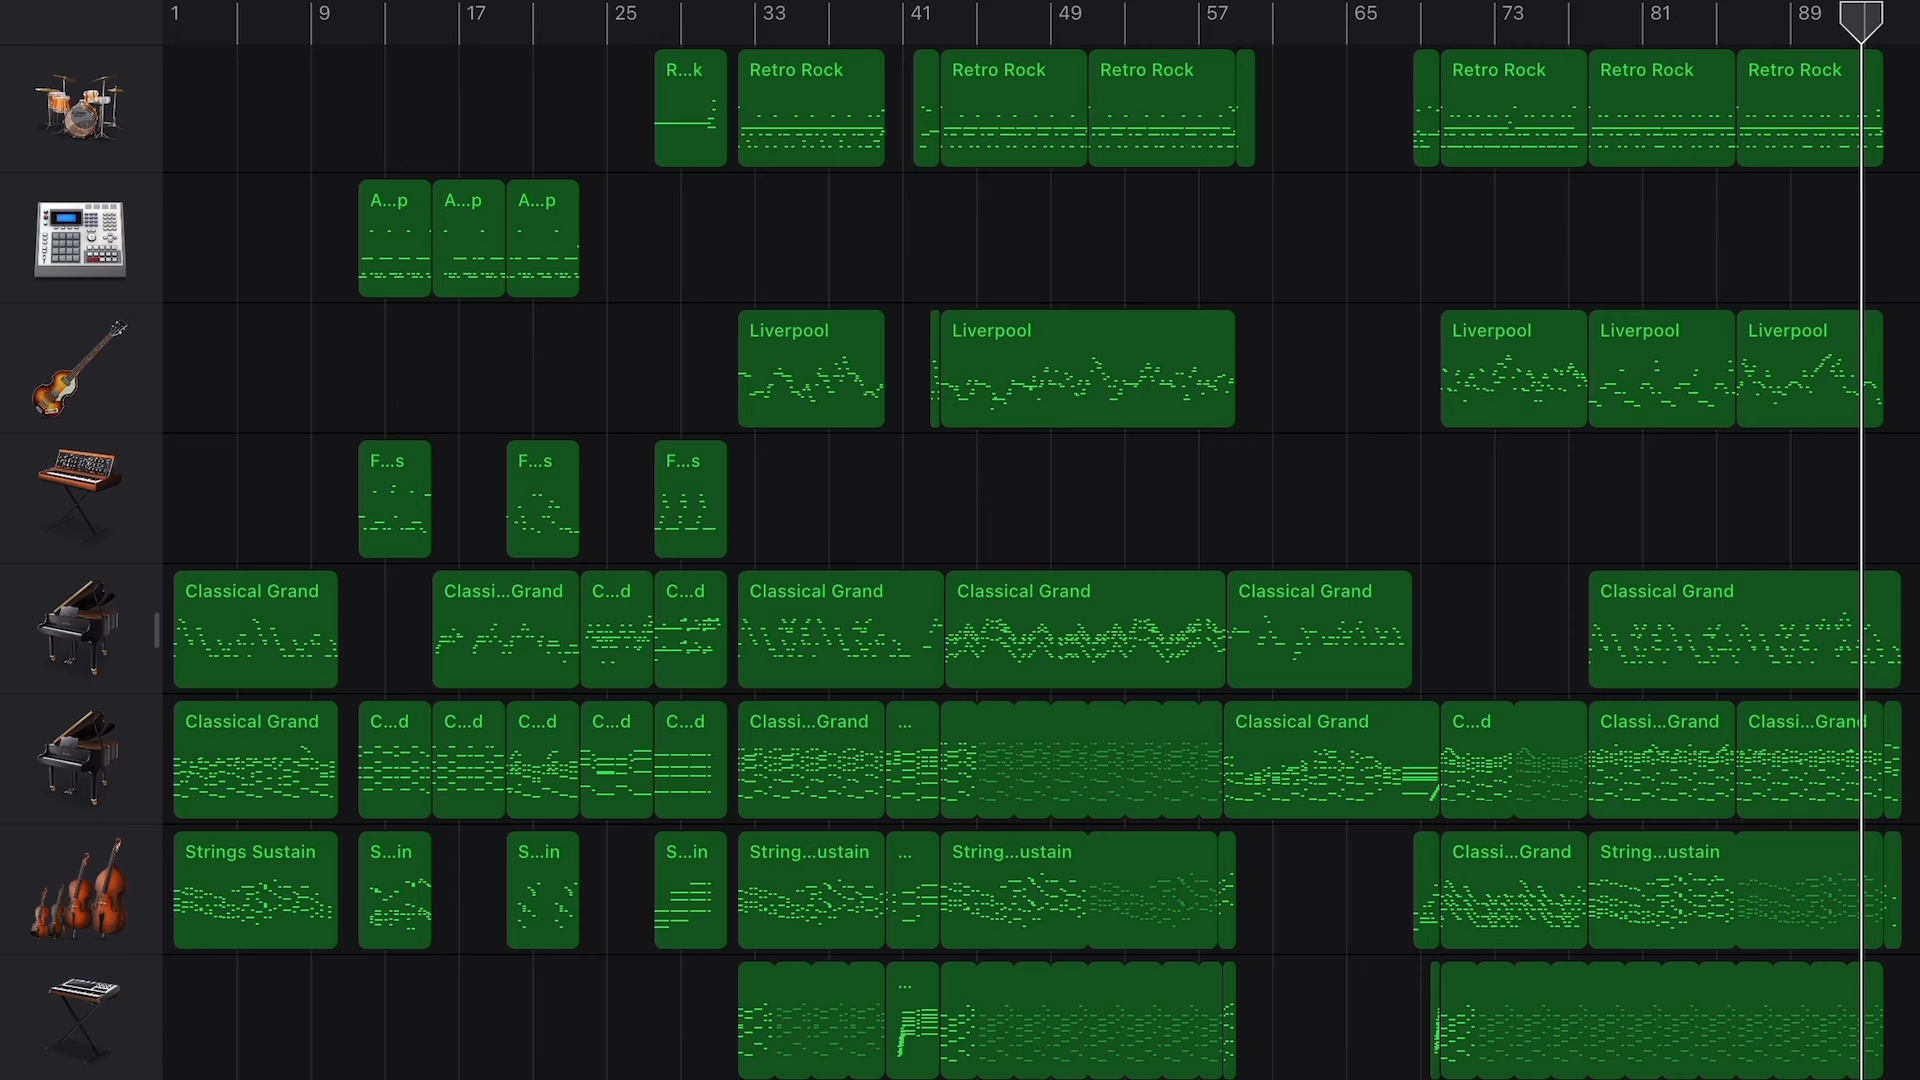 1 9 17 25 33 41 49 57 65 73 81 89
R...k Retro Rock Retro Rock Retro Rock Retro Rock Retro Rock Retro Rock
A...p A...p A...p
Liverpool Liverpool Liverpool Liverpool Liverpool
F...s F...s F...s
Classical Grand Classi...Grand C...d C...d Classical Grand Classical Grand Classical Grand Classical Grand
Classical Grand C...d C...d C...d C...d C...d Classi...Grand ... Classical Grand C...d Classi...Grand Classi...Grand
Strings Sustain S...in S...in S...in String...ustain ... String...ustain Classi...Grand String...ustain
...